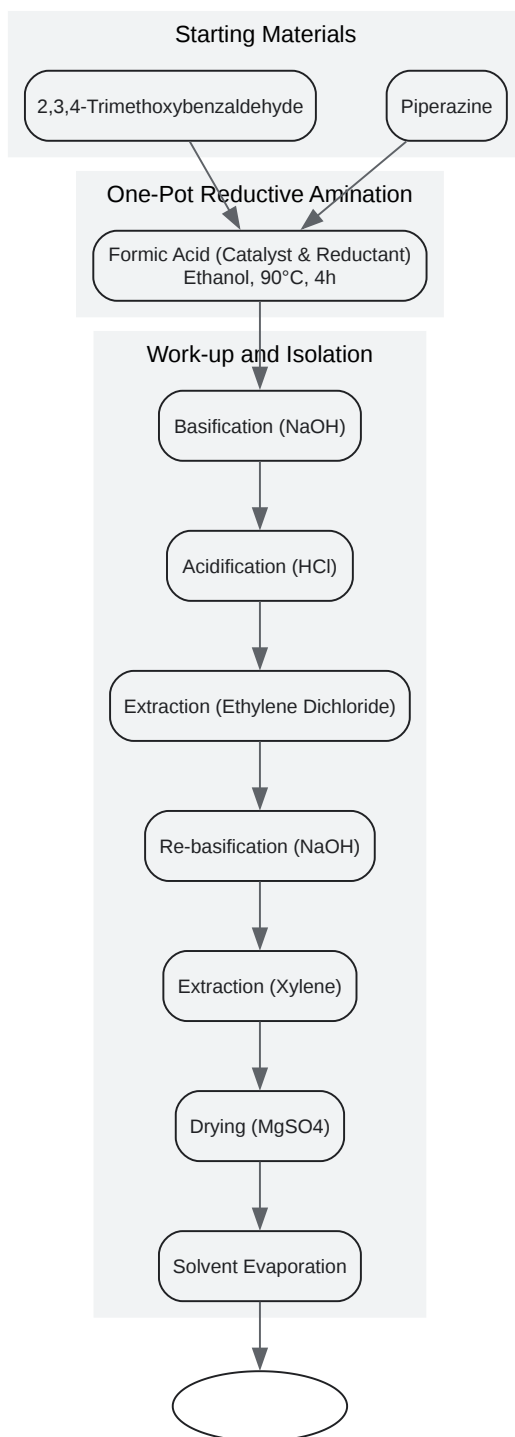 Starting Materials
2,3,4-Trimethoxybenzaldehyde
Piperazine
One-Pot Reductive Amination
Formic Acid (Catalyst & Reductant)
Ethanol, 90°C, 4h
Work-up and Isolation
Basification (NaOH)
Acidification (HCl)
Extraction (Ethylene Dichloride)
Re-basification (NaOH)
Extraction (Xylene)
Drying (MgSO4)
Solvent Evaporation